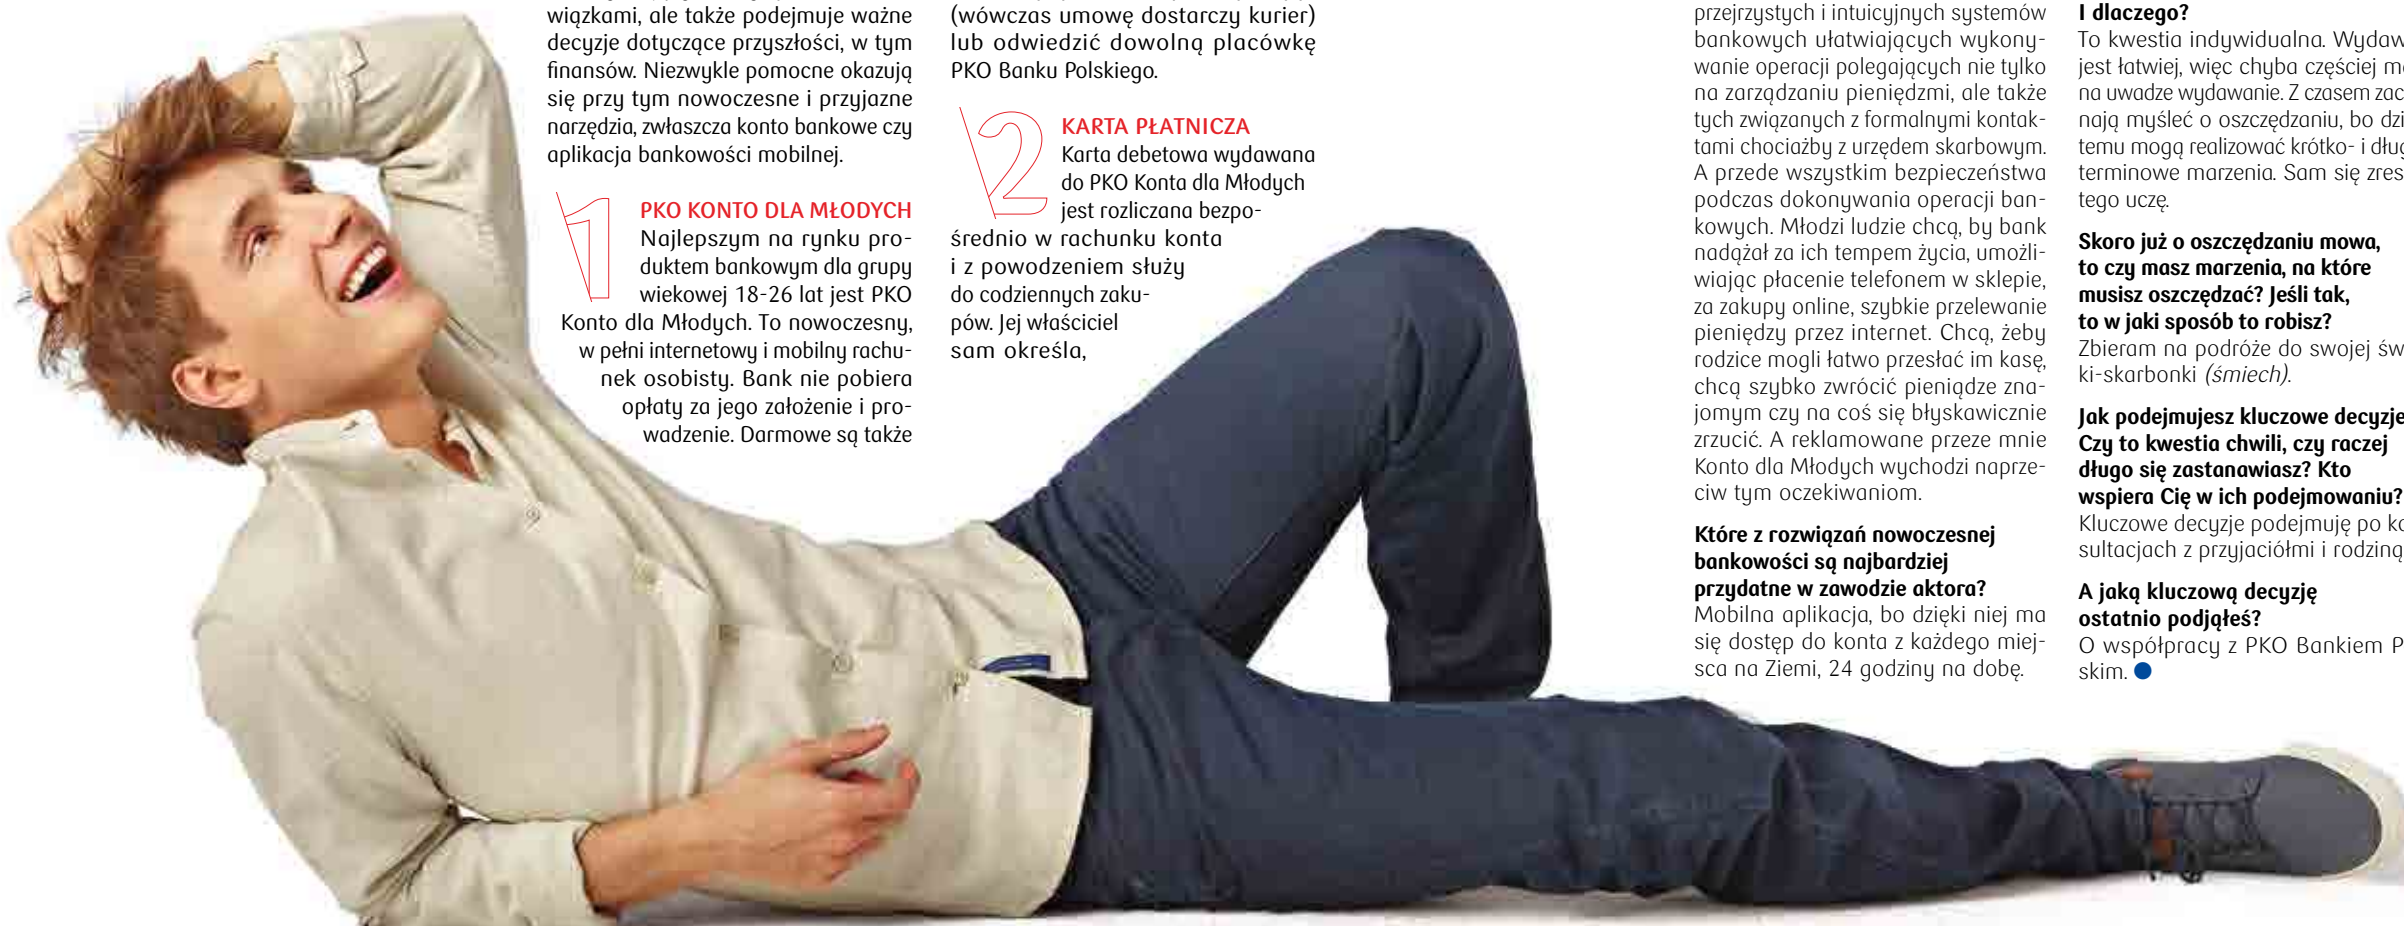 wiązkami, ale także podejmuje ważne
decyzje dotyczące przyszłości, w tym
finansów. Niezwykle pomocne okazują
się przy tym nowoczesne i przyjazne
narzędzia, zwłaszcza konto bankowe czy
aplikacja bankowości mobilnej.
1
PKO KONTO DLA MŁODYCH
Najlepszym na rynku pro-
duktem bankowym dla grupy
wiekowej 18-26 lat jest PKO
Konto dla Młodych. To nowoczesny,
w pełni internetowy i mobilny rachu-
nek osobisty. Bank nie pobiera
opłaty za jego założenie i pro-
wadzenie. Darmowe są także
(wówczas umowę dostarczy kurier)
lub odwiedzić dowolną placówkę
PKO Banku Polskiego.
2
KARTA PŁATNICZA
Karta debetowa wydawana
do PKO Konta dla Młodych
jest rozliczana bezpo-
średnio w rachunku konta
i z powodzeniem służy
do codziennych zaku-
pów. Jej właściciel
sam określa,
przejrzystych i intuicyjnych systemów
bankowych ułatwiających wykony-
wanie operacji polegających nie tylko
na zarządzaniu pieniędzmi, ale także
tych związanych z formalnymi kontak-
tami chociażby z urzędem skarbowym.
A przede wszystkim bezpieczeństwa
podczas dokonywania operacji ban-
kowych. Młodzi ludzie chcą, by bank
nadążał za ich tempem życia, umożli-
wiając płacenie telefonem w sklepie,
za zakupy online, szybkie przelewanie
pieniędzy przez internet. Chcą, żeby
rodzice mogli łatwo przesłać im kasę,
chcą szybko zwrócić pieniądze zna-
jomym czy na coś się błyskawicznie
zrzucić. A reklamowane przeze mnie
Konto dla Młodych wychodzi naprze-
ciw tym oczekiwaniom.
Które z rozwiązań nowoczesnej
bankowości są najbardziej
przydatne w zawodzie aktora?
Mobilna aplikacja, bo dzięki niej ma
się dostęp do konta z każdego miej-
sca na Ziemi, 24 godziny na dobę.
I dlaczego?
To kwestia indywidualna. Wydaw
jest łatwiej, więc chyba częściej m
na uwadze wydawanie. Z czasem zac
nają myśleć o oszczędzaniu, bo dzi
temu mogą realizować krótko- i dłu
terminowe marzenia. Sam się zres
tego uczę.
Skoro już o oszczędzaniu mowa,
to czy masz marzenia, na które
musisz oszczędzać? Jeśli tak,
to w jaki sposób to robisz?
Zbieram na podróże do swojej św
ki-skarbonki (śmiech).
Jak podejmujesz kluczowe decyzje
Czy to kwestia chwili, czy raczej
długo się zastanawiasz? Kto
wspiera Cię w ich podejmowaniu?
Kluczowe decyzje podejmuję po ko
sultacjach z przyjaciółmi i rodziną
A jaką kluczową decyzję
ostatnio podjąłeś?
O współpracy z PKO Bankiem P
skim.